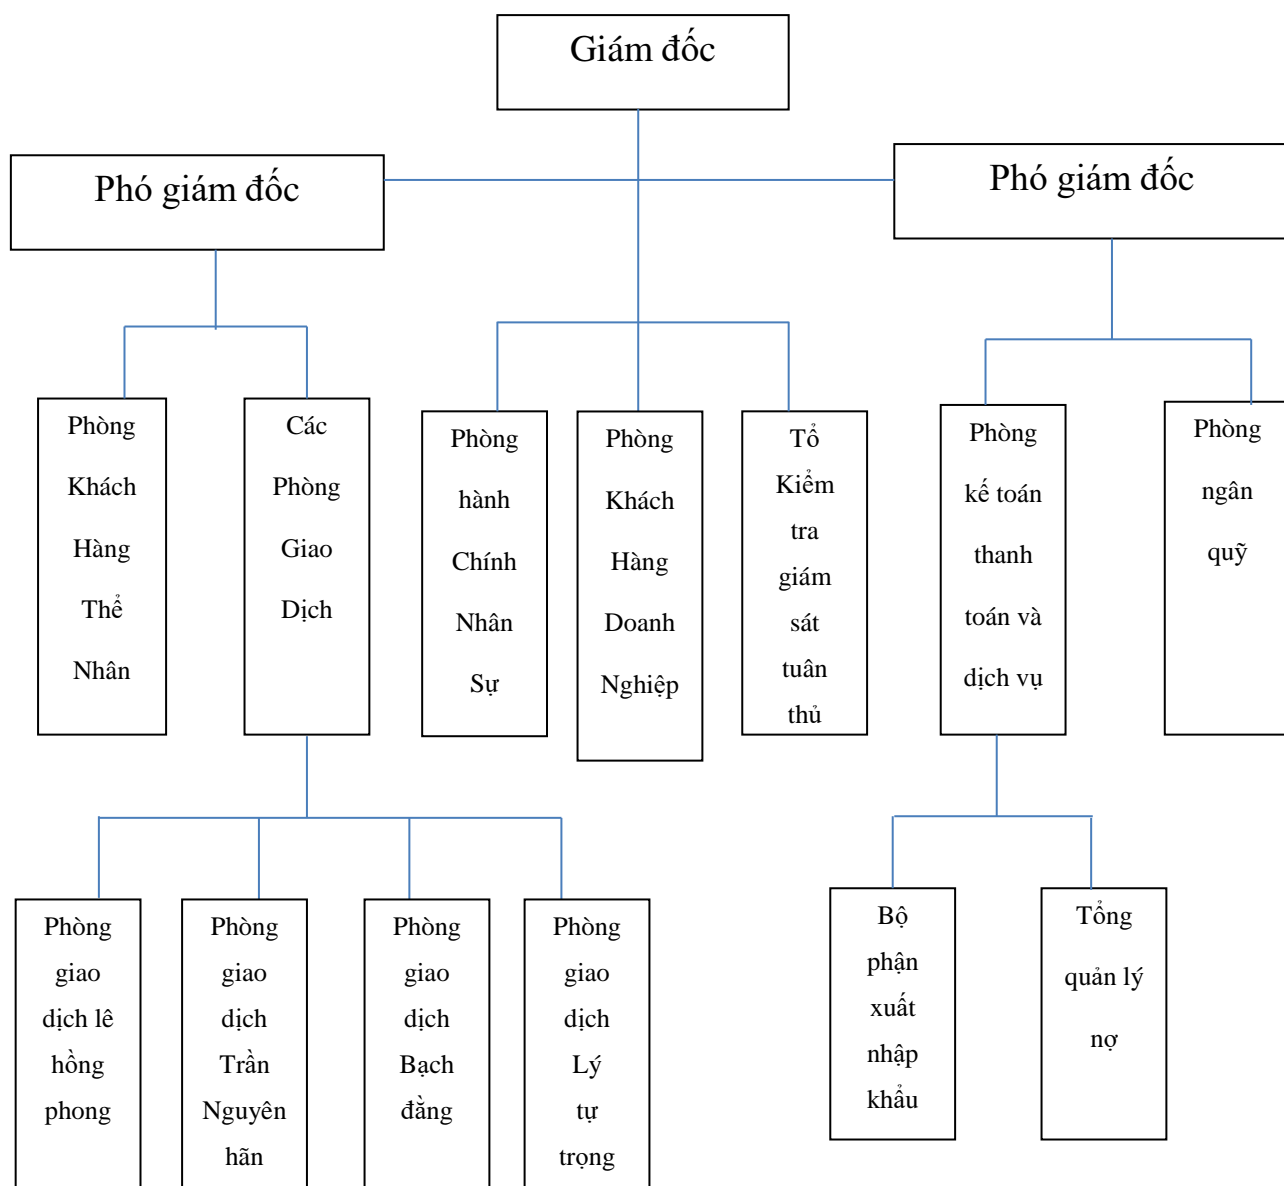 Giám đốc
Phó giám đốc
Phó giám đốc
Phòng
Khách
Hàng
Thể
Nhân
Các
Phòng
Giao
Dịch
Phòng
hành
Chính
Nhân
Sự
Phòng
Khách
Hàng
Doanh
Nghiệp
Tổ
Kiểm
tra
giám
sát
tuân
thủ
Phòng
kế toán
thanh
toán và
dịch vụ
Phòng
ngân
quỹ
Phòng
giao
dịch lê
hồng
phong
Phòng
giao
dịch
Trần
Nguyên
hãn
Phòng
giao
dịch
Bạch
đằng
Phòng
giao
dịch
Lý
tự
trọng
Bộ
phận
xuất
nhập
khẩu
Tổng
quản lý
nợ